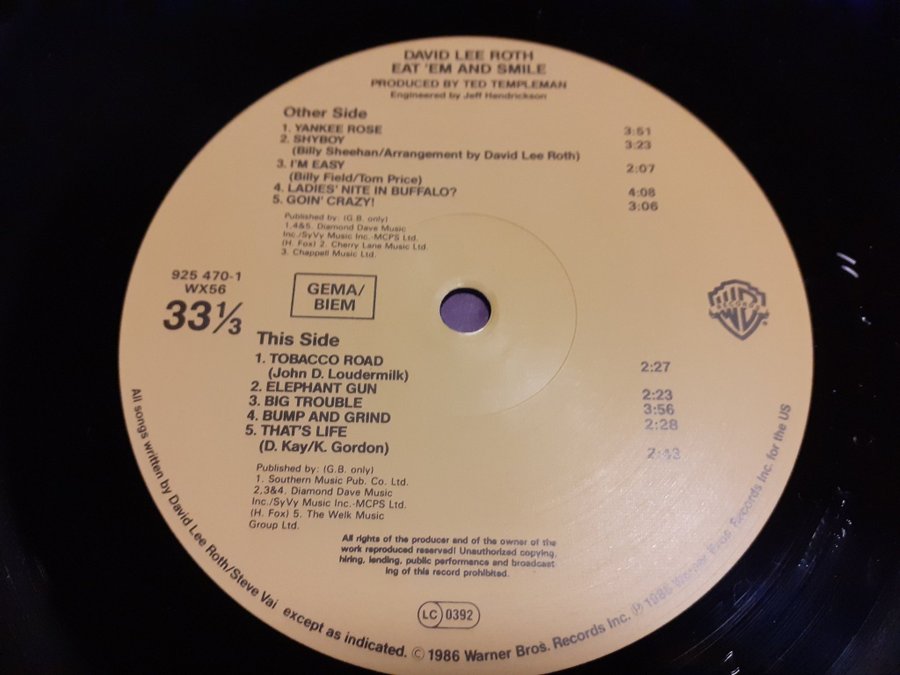 DAVID LEE ROTH
EAT 'EM AND SMILE
PRODUCED BY TED TEMPLEMAN
Engineered by Jeff Hendrickson
Other Side
1. YANKEE ROSE 3:51
2. SHYBOY 3:23
(Billy Sheehan/Arrangement by David Lee Roth)
3. I'M EASY 2:07
(Billy Field/Tom Price)
4. LADIES' NITE IN BUFFALO? 4:08
5. GOIN' CRAZY! 3:06
Published by: (G.B. only)
1,4&5. Diamond Dave Music
Inc./SyVy Music Inc.-MCPS Ltd.
(H. Fox) 2. Cherry Lane Music Ltd.
3. Chappell Music Ltd.
925 470-1
WX56
33⅓
GEMA/
BIEM
WB
RECORDS
This Side
1. TOBACCO ROAD 2:27
(John D. Loudermilk)
2. ELEPHANT GUN 2:23
3. BIG TROUBLE 3:56
4. BUMP AND GRIND 2:28
5. THAT'S LIFE 2:43
(D. Kay/K. Gordon)
Published by: (G.B. only)
1. Southern Music Pub. Co. Ltd.
2,3&4. Diamond Dave Music
Inc./SyVy Music Inc.-MCPS Ltd.
(H. Fox) 5. The Welk Music
Group Ltd.
All rights of the producer and of the owner of the
work reproduced reserved! Unauthorized copying,
hiring, lending, public performance and broadcast
ing of this record prohibited.
LC 0392
All songs written by David Lee Roth/Steve Vai except as indicated. © 1986 Warner Bros. Records Inc. ℗ 1986 Warner Bros. Records Inc. for the US